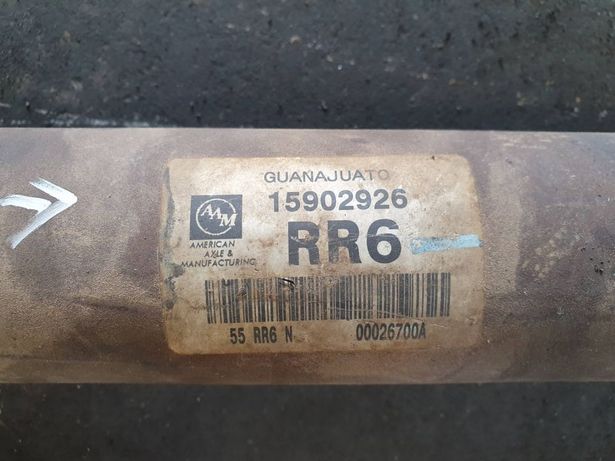 GUANAJUATO
15902926
RR6
AAM
AMERICAN
AXLE &
MANUFACTURING
55 RR6 N 00026700A